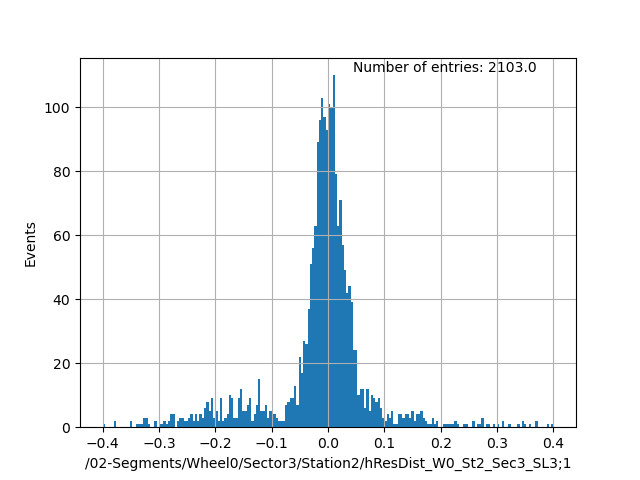 Number of entries: 2103.0
Events
100
80
60
40
20
0
−0.4 −0.3 −0.2 −0.1 0.0 0.1 0.2 0.3 0.4
/02-Segments/Wheel0/Sector3/Station2/hResDist_W0_St2_Sec3_SL3;1